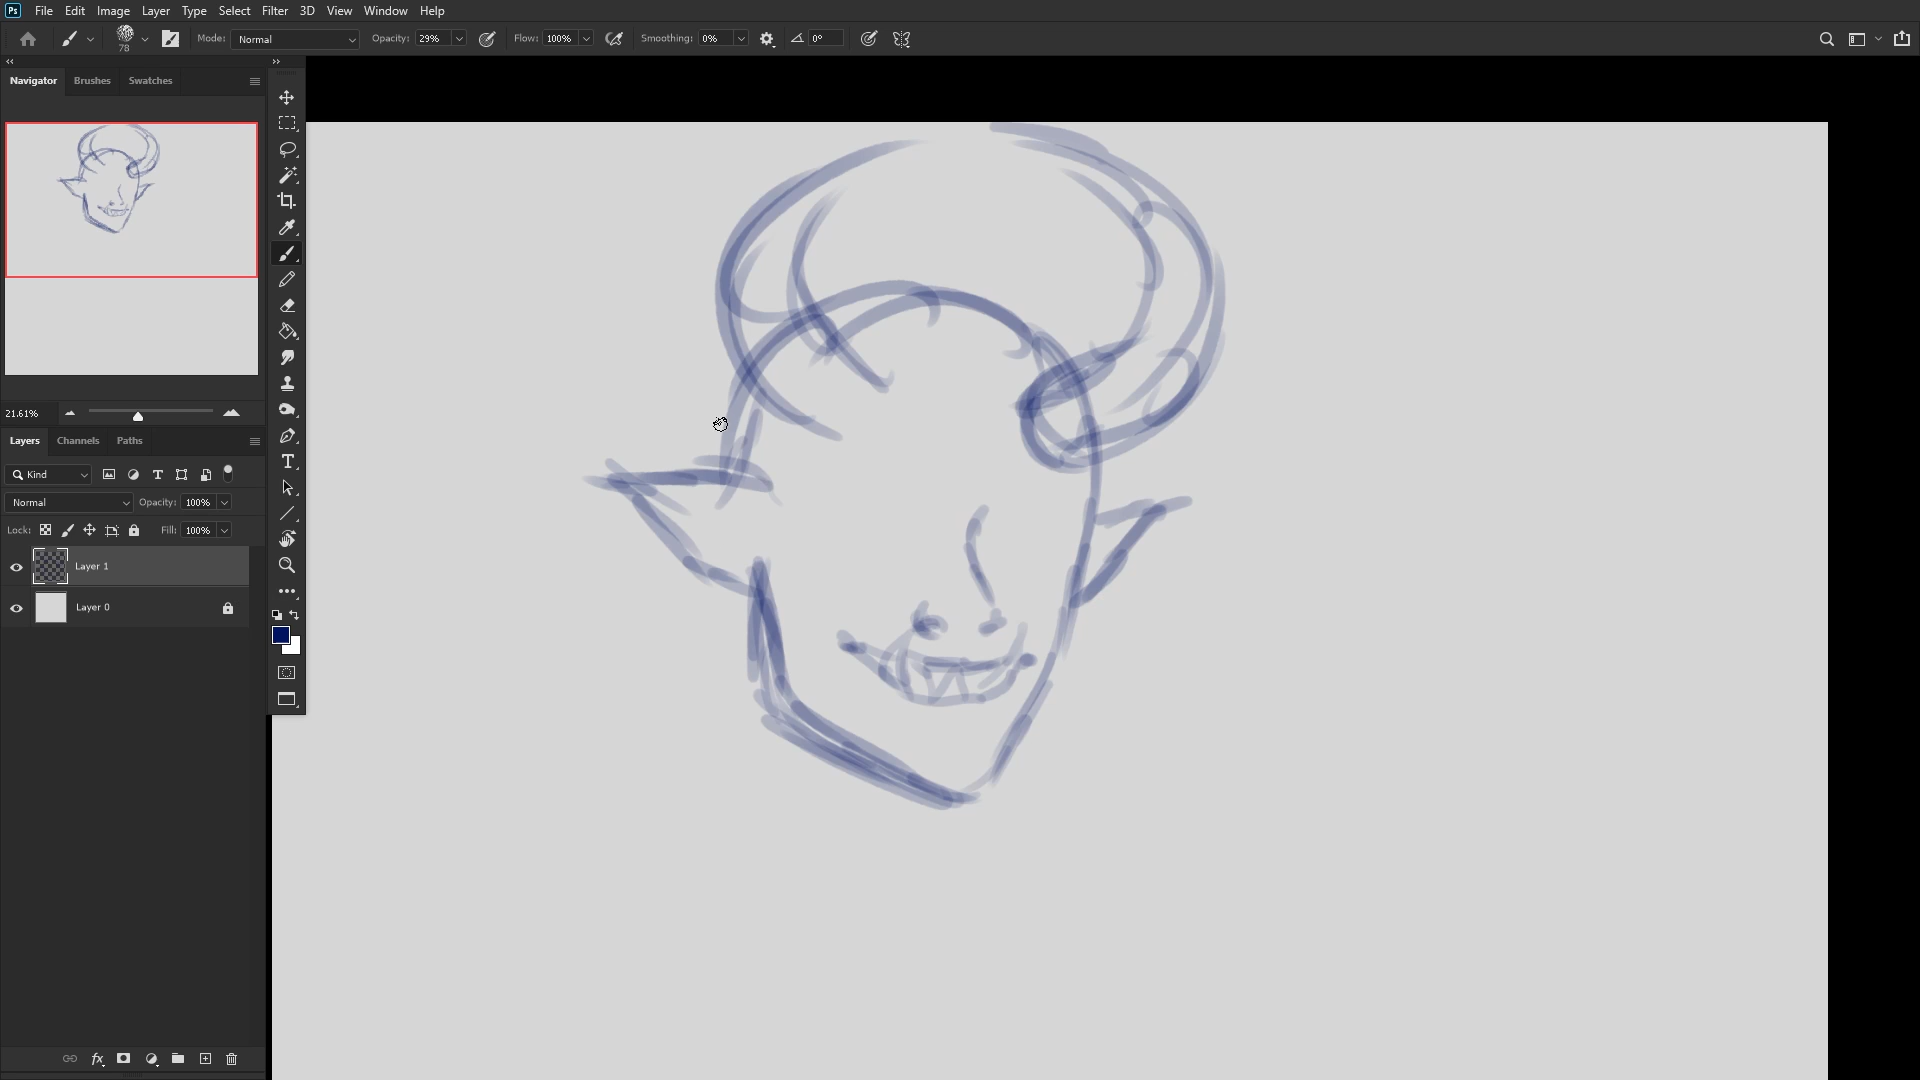 Ps File Edit Image Layer Type Select Filter 3D View Window Help
78 Mode: Normal Opacity: 29% Flow: 100% Smoothing: 0% 0°
Navigator Brushes Swatches
21.61%
Layers Channels Paths
Kind
Normal Opacity: 100%
Lock: Fill: 100%
Layer 1
Layer 0